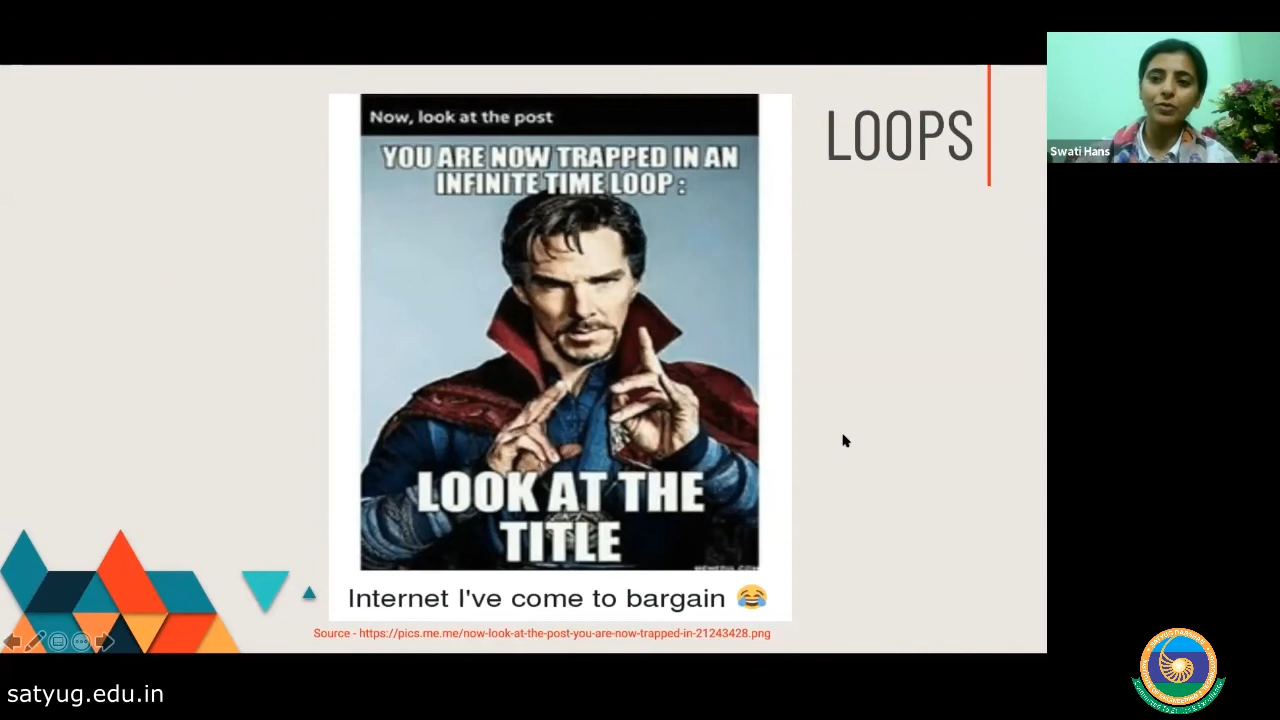 LOOPS
Now, look at the post
YOU ARE NOW TRAPPED IN AN
INFINITE TIME LOOP :
LOOK AT THE
TITLE
Internet I've come to bargain 😂
Source - https://pics.me.me/now-look-at-the-post-you-are-now-trapped-in-21243428.png
Swati Hans
satyug.edu.in